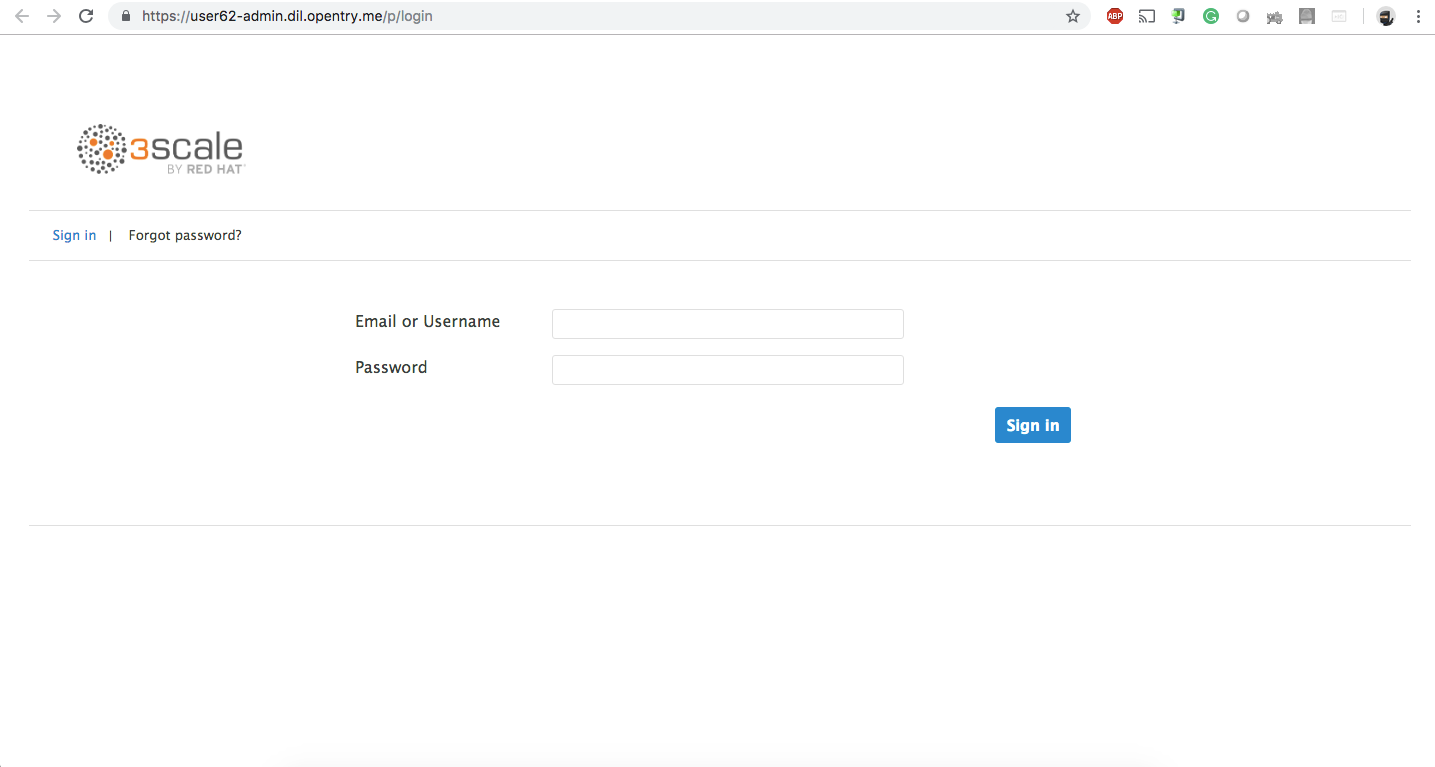 https://user62-admin.dil.opentry.me/p/login
ABP
3scale
BY RED HAT
Sign in | Forgot password?
Email or Username
Password
Sign in